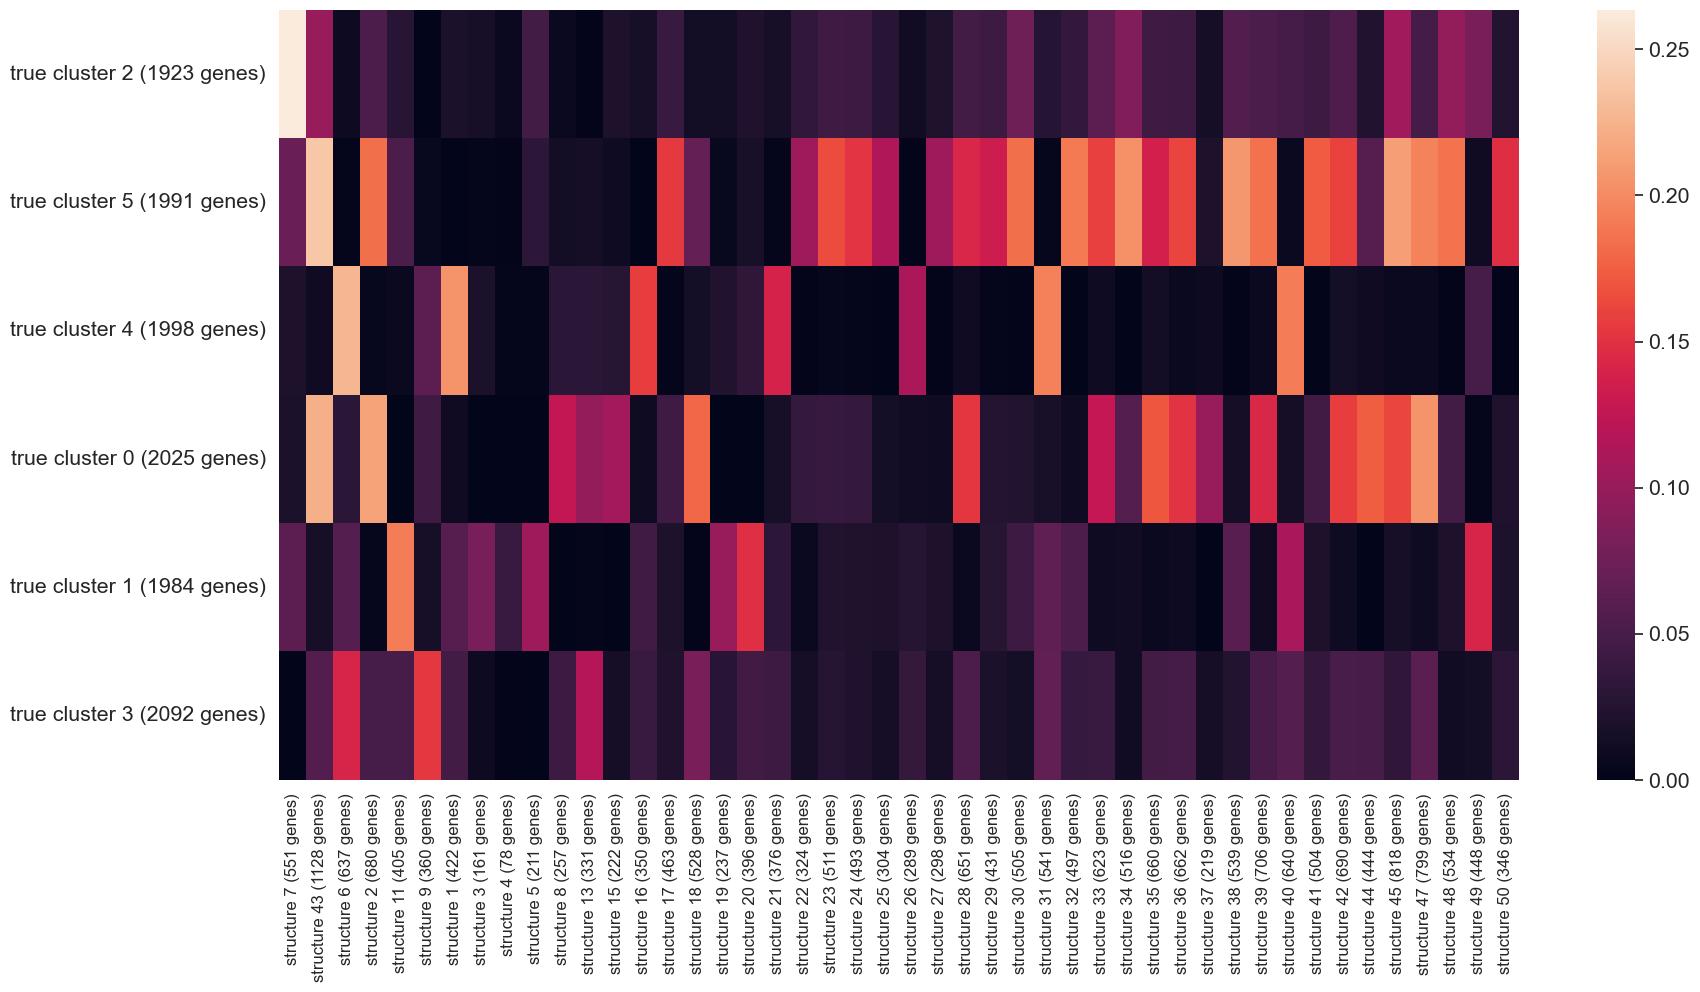 true cluster 2 (1923 genes)
true cluster 5 (1991 genes)
true cluster 4 (1998 genes)
true cluster 0 (2025 genes)
true cluster 1 (1984 genes)
true cluster 3 (2092 genes)
0.25
0.20
0.15
0.10
0.05
0.00
structure 7 (551 genes)
structure 43 (1128 genes)
structure 6 (637 genes)
structure 2 (680 genes)
structure 11 (405 genes)
structure 9 (360 genes)
structure 1 (422 genes)
structure 3 (161 genes)
structure 4 (78 genes)
structure 5 (211 genes)
structure 8 (257 genes)
structure 13 (331 genes)
structure 15 (222 genes)
structure 16 (350 genes)
structure 17 (463 genes)
structure 18 (528 genes)
structure 19 (237 genes)
structure 20 (396 genes)
structure 21 (376 genes)
structure 22 (324 genes)
structure 23 (511 genes)
structure 24 (493 genes)
structure 25 (304 genes)
structure 26 (289 genes)
structure 27 (298 genes)
structure 28 (651 genes)
structure 29 (431 genes)
structure 30 (505 genes)
structure 31 (541 genes)
structure 32 (497 genes)
structure 33 (623 genes)
structure 34 (516 genes)
structure 35 (660 genes)
structure 36 (662 genes)
structure 37 (219 genes)
structure 38 (539 genes)
structure 39 (706 genes)
structure 40 (640 genes)
structure 41 (504 genes)
structure 42 (690 genes)
structure 44 (444 genes)
structure 45 (818 genes)
structure 47 (799 genes)
structure 48 (534 genes)
structure 49 (448 genes)
structure 50 (346 genes)